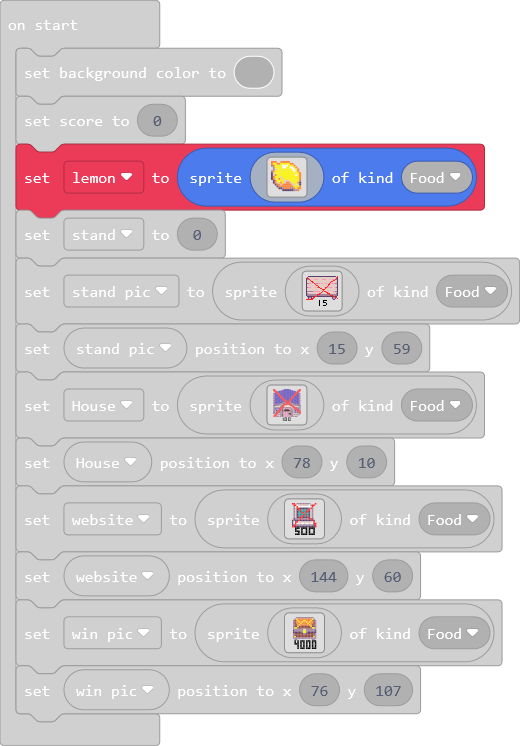 on start
set background color to
set score to 0
set lemon to sprite of kind Food
set stand to 0
set stand pic to sprite 15 of kind Food
set stand pic position to x 15 y 59
set House to sprite of kind Food
set House position to x 78 y 10
set website to sprite 500 of kind Food
set website position to x 144 y 60
set win pic to sprite 4000 of kind Food
set win pic position to x 76 y 107